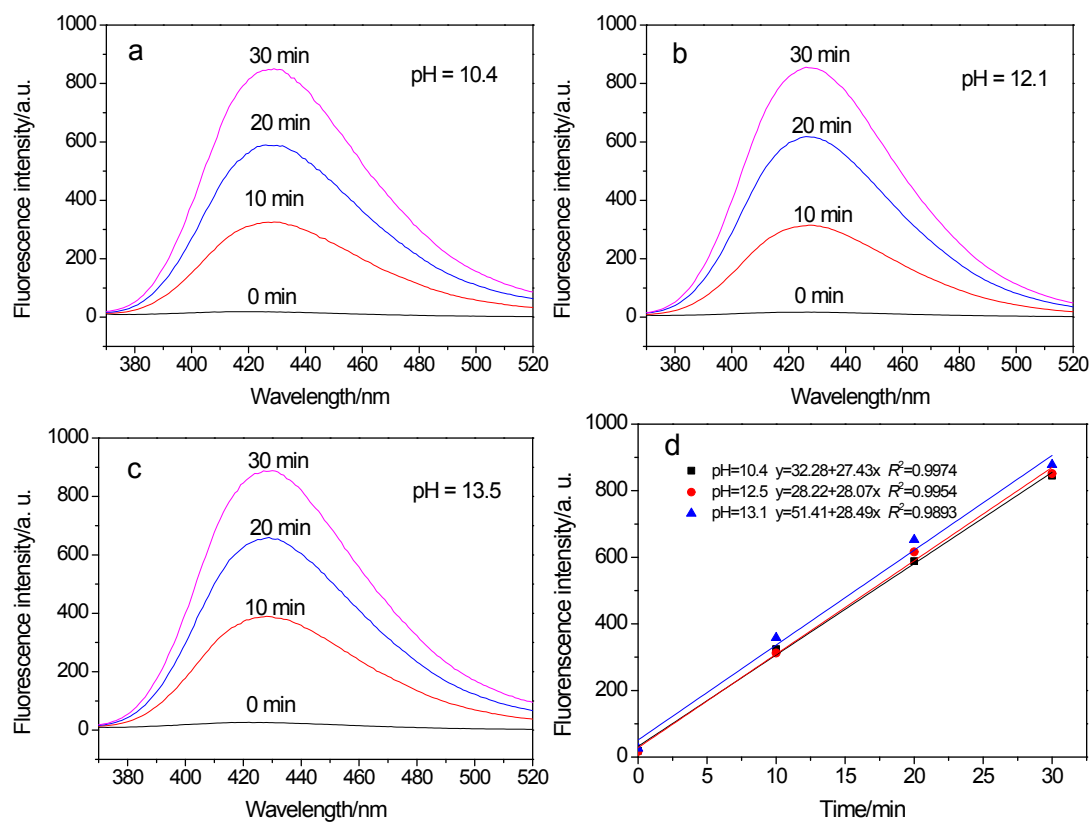 a
pH = 10.4
30 min
20 min
10 min
0 min
1000
800
600
400
200
0
Fluorescence intensity/a.u.
380 400 420 440 460 480 500 520
Wavelength/nm
b
pH = 12.1
30 min
20 min
10 min
0 min
1000
800
600
400
200
0
Fluorescence intensity/a.u.
380 400 420 440 460 480 500 520
Wavelength/nm
c
pH = 13.5
30 min
20 min
10 min
0 min
1000
800
600
400
200
0
Fluorescence intensity/a. u.
380 400 420 440 460 480 500 520
Wavelength/nm
d
pH=10.4 y=32.28+27.43x R²=0.9974
pH=12.5 y=28.22+28.07x R²=0.9954
pH=13.1 y=51.41+28.49x R²=0.9893
1000
800
600
400
200
0
Fluorenscence intensity/a. u.
0 5 10 15 20 25 30
Time/min